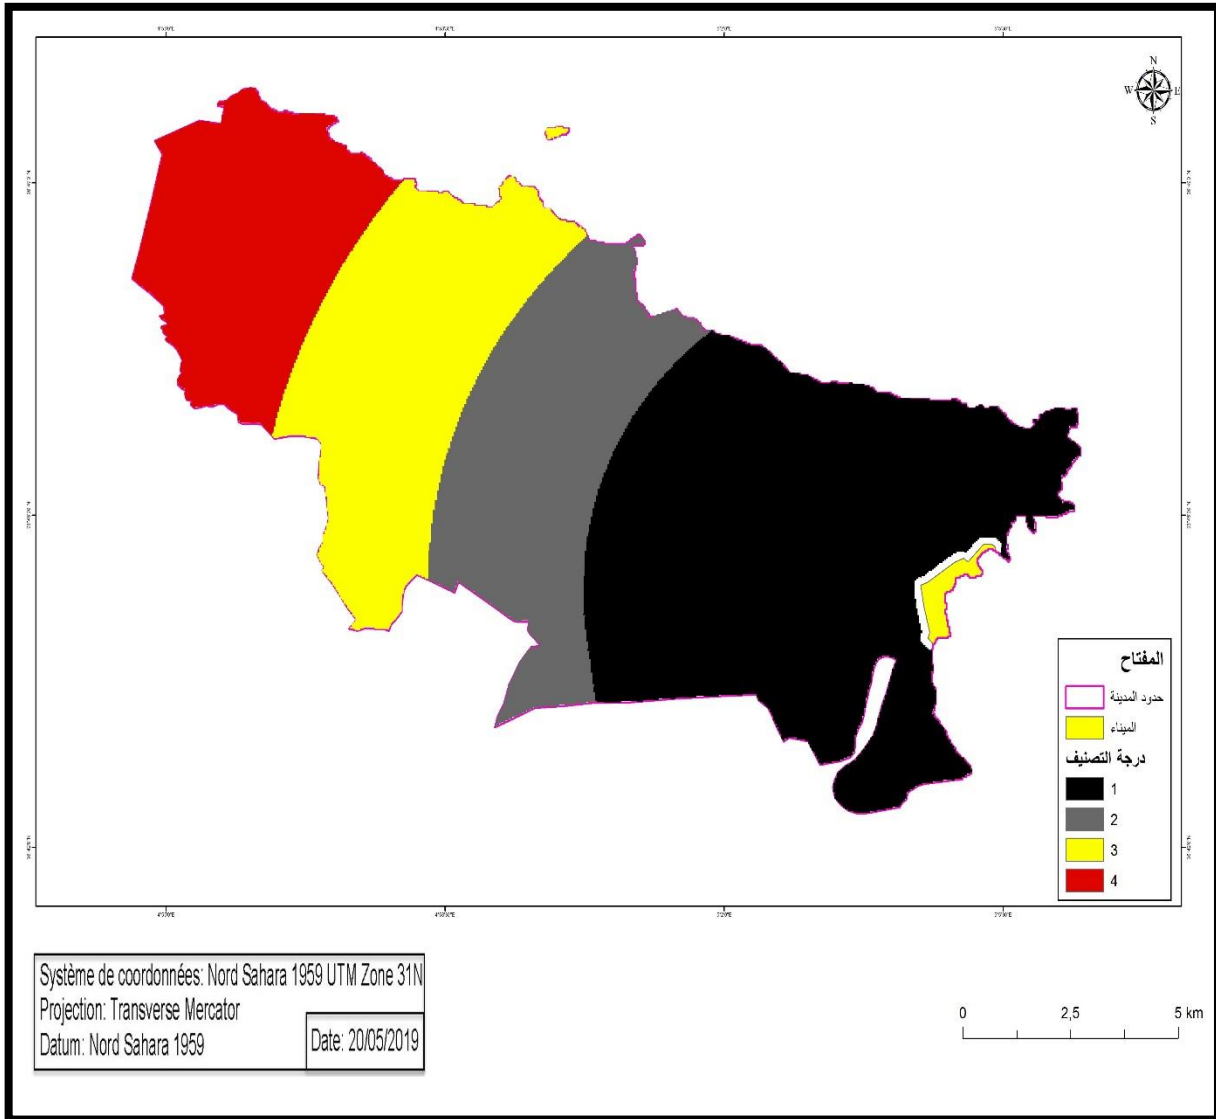 N
W E
S
المفتاح
حدود المدينة
الميناء
درجة التصنيف
1
2
3
4
Système de coordonnées: Nord Sahara 1959 UTM Zone 31N
Projection: Transverse Mercator
Datum: Nord Sahara 1959
Date: 20/05/2019
0 2,5 5 km